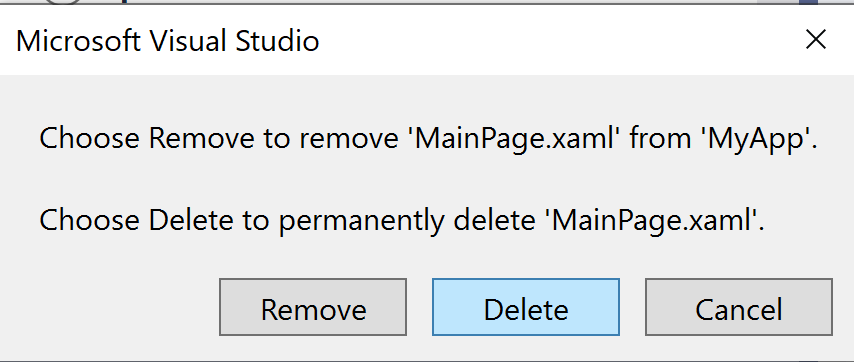 Microsoft Visual Studio
Choose Remove to remove 'MainPage.xaml' from 'MyApp'.
Choose Delete to permanently delete 'MainPage.xaml'.
Remove Delete Cancel